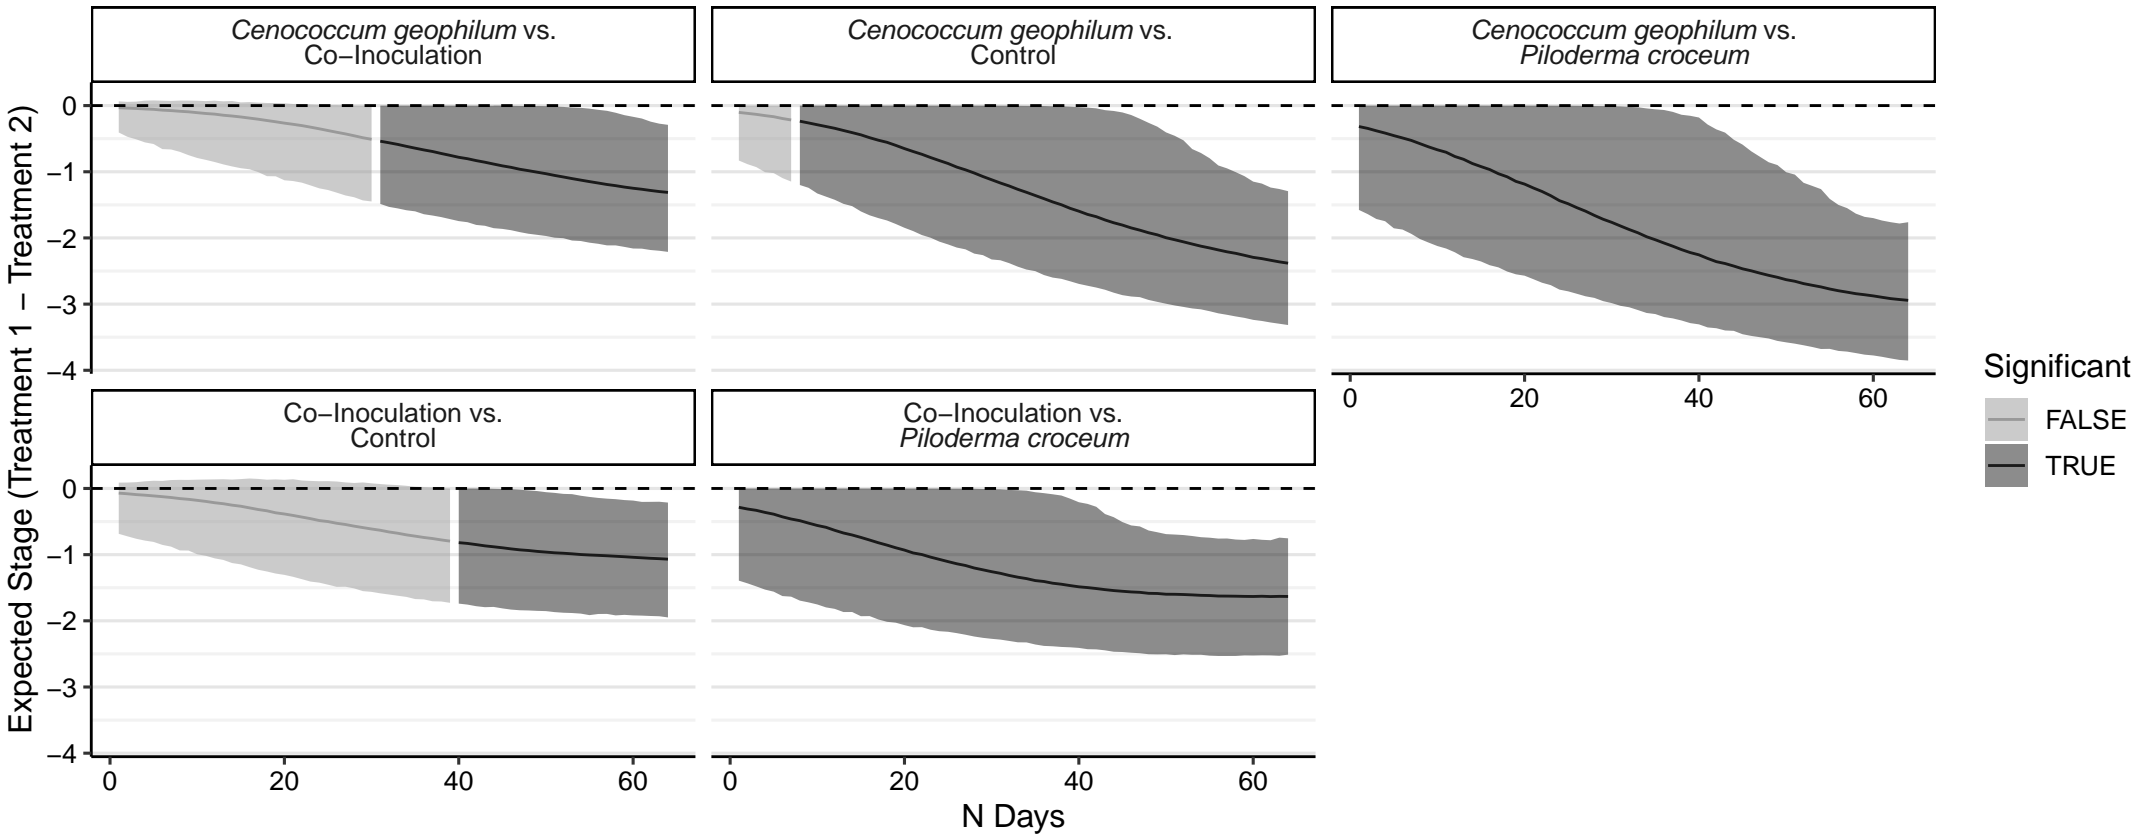 Cenococcum geophilum vs.
Co−Inoculation
Cenococcum geophilum vs.
Control
Cenococcum geophilum vs.
Piloderma croceum
0
−1
−2
−3
−4
0 20 40 60
Co−Inoculation vs.
Control
Co−Inoculation vs.
Piloderma croceum
0
−1
−2
−3
−4
0 20 40 60
0 20 40 60
N Days
Expected Stage (Treatment 1 − Treatment 2)
Significant
FALSE
TRUE